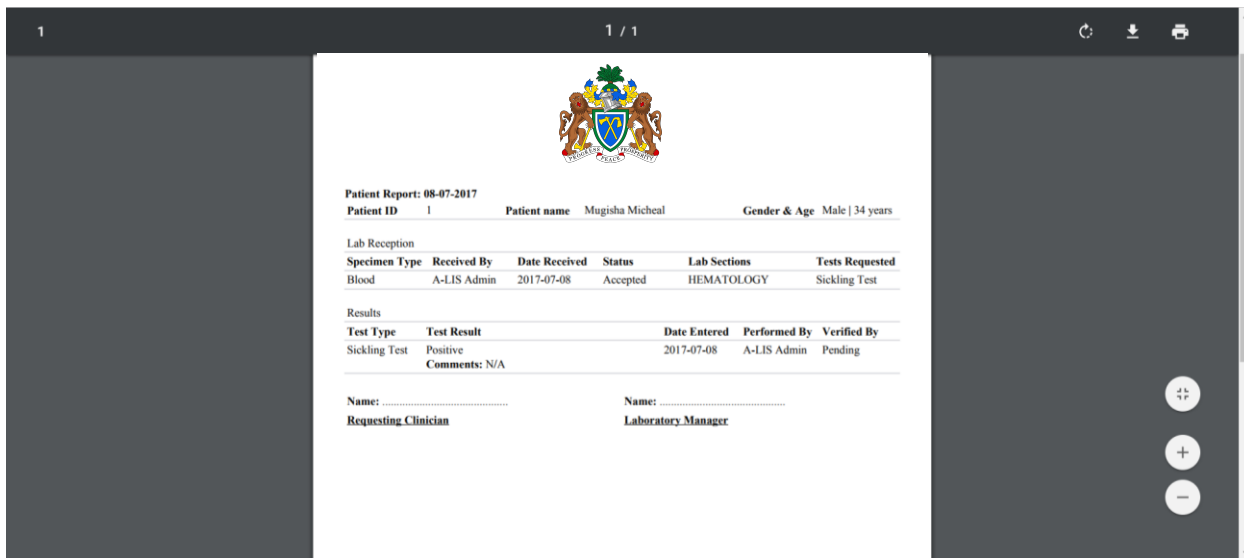 1
1 / 1
PROGRESS PEACE PROSPERITY
Patient Report: 08-07-2017
Patient ID 1 Patient name Mugisha Micheal Gender & Age Male | 34 years
Lab Reception
Specimen Type Received By Date Received Status Lab Sections Tests Requested
Blood A-LIS Admin 2017-07-08 Accepted HEMATOLOGY Sickling Test
Results
Test Type Test Result Date Entered Performed By Verified By
Sickling Test Positive 2017-07-08 A-LIS Admin Pending
Comments: N/A
Name: ............................................ Name: ............................................
Requesting Clinician Laboratory Manager